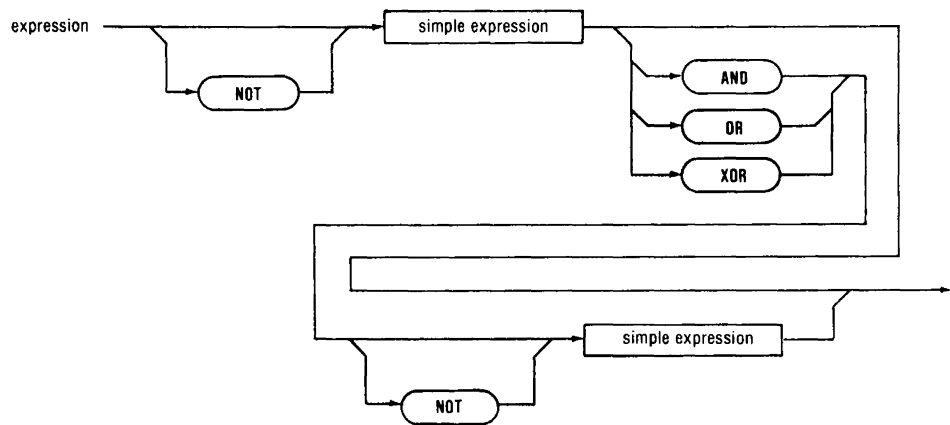 expression
simple expression
NOT
AND
OR
XOR
simple expression
NOT